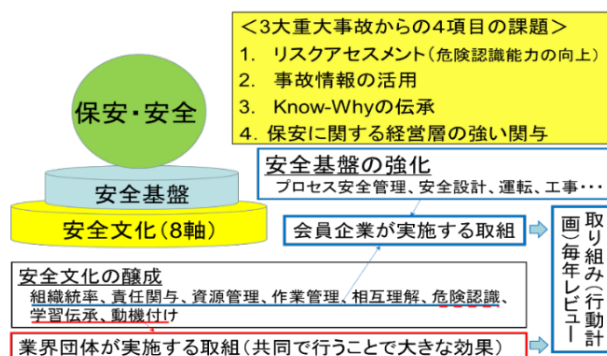 <3大重大事故からの4項目の課題>
1. リスクアセスメント(危険認識能力の向上)
2. 事故情報の活用
3. Know-Whyの伝承
4. 保安に関する経営層の強い関与
保安・安全
安全基盤
安全文化(8軸)
安全基盤の強化
プロセス安全管理、安全設計、運転、工事・・・
会員企業が実施する取組
安全文化の醸成
組織統率、責任関与、資源管理、作業管理、相互理解、危険認識、
学習伝承、動機付け
業界団体が実施する取組(共同で行うことで大きな効果)
取り組み(行動計
画)毎年レビュー